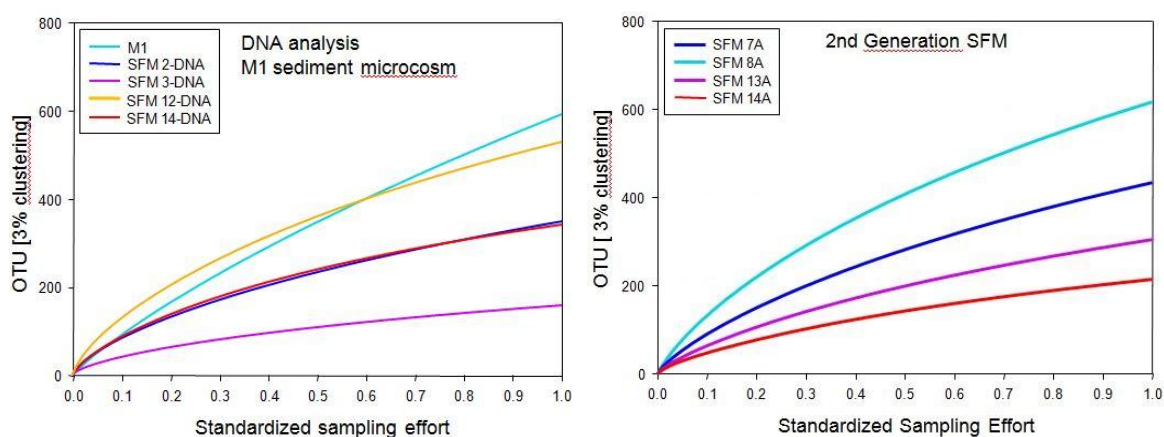 DNA analysis
M1 sediment microcosm
M1
SFM 2-DNA
SFM 3-DNA
SFM 12-DNA
SFM 14-DNA
OTU [3% clustering]
800
600
400
200
0
0.0 0.1 0.2 0.3 0.4 0.5 0.6 0.7 0.8 0.9 1.0
Standardized sampling effort
2nd Generation SFM
SFM 7A
SFM 8A
SFM 13A
SFM 14A
OTU [ 3% clustering]
800
600
400
200
0
0.0 0.1 0.2 0.3 0.4 0.5 0.6 0.7 0.8 0.9 1.0
Standardized Sampling Effort